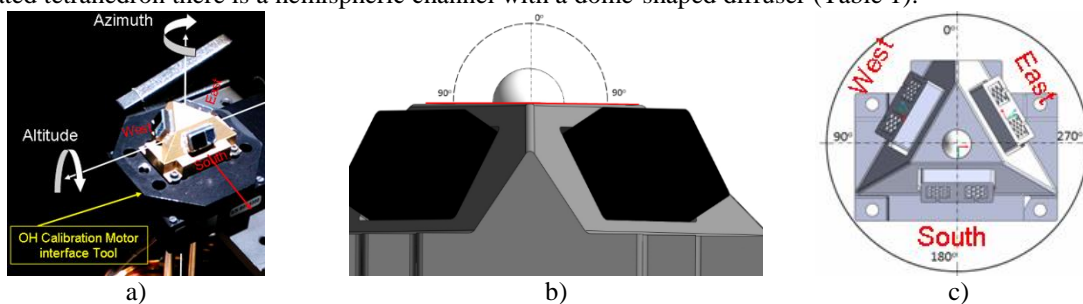 ated tetrahedron there is a hemispheric channel with a dome-shaped diffuser (Table 1).
Azimuth
East
West
Altitude
South
OH Calibration Motor
interface Tool
0°
90°
90°
0°
West
East
90°
270°
South
180°
a)
b)
c)